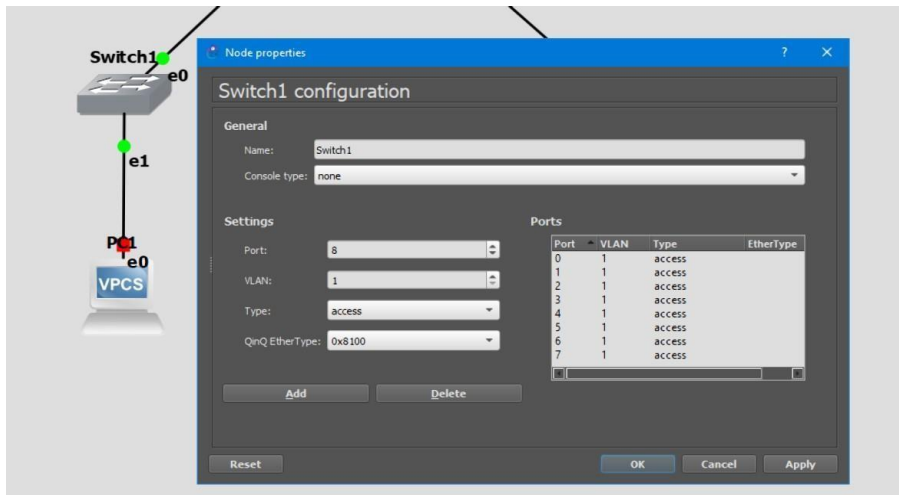 Switch1
e0
e1
PC1
e0
VPCS
Node properties
?
Switch1 configuration
General
Name: Switch1
Console type: none
Settings
Port: 8
VLAN: 1
Type: access
QinQ EtherType: 0x8100
Add Delete
Ports
Port VLAN Type EtherType
0 1 access
1 1 access
2 1 access
3 1 access
4 1 access
5 1 access
6 1 access
7 1 access
Reset OK Cancel Apply